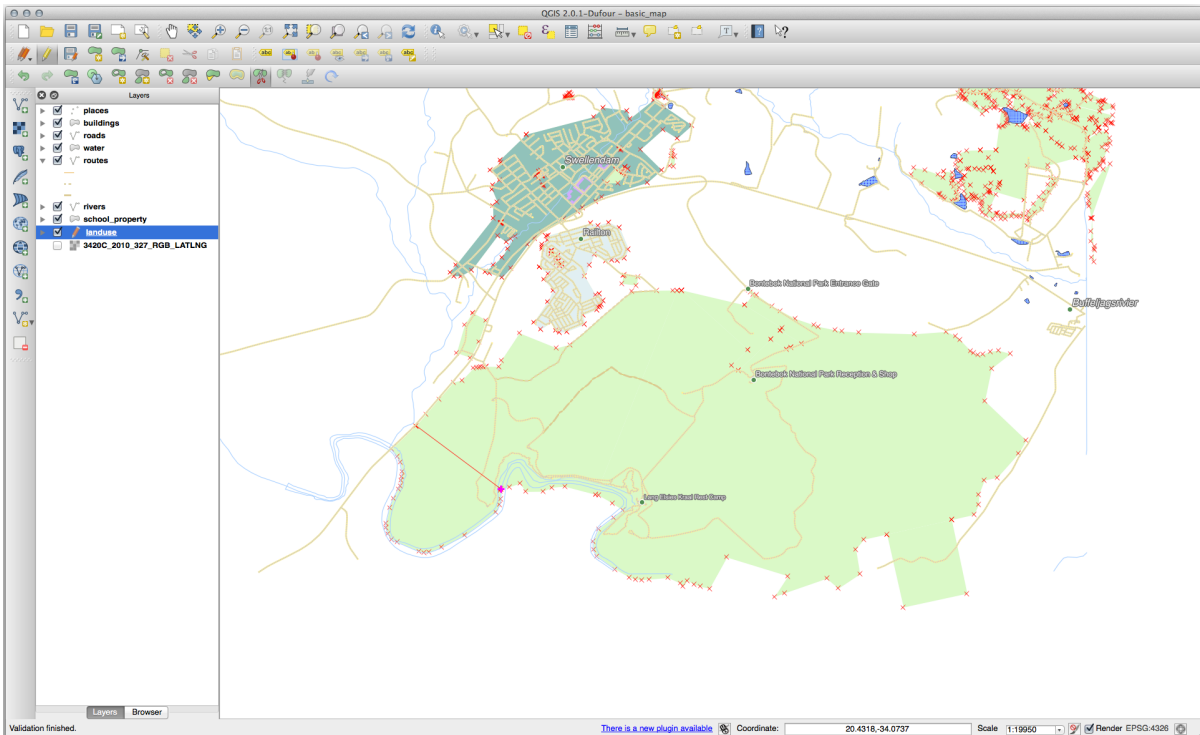 QGIS 2.0.1-Dufour – basic_map
Layers
places
buildings
roads
water
routes
rivers
school_property
landuse
3420C_2010_327_RGB_LATLNG
Swellendam
Railton
Bontebok National Park Entrance Gate
Buffeljagsrivier
Bontebok National Park Reception & Shop
Lang Elsies Kraal Rest Camp
Layers Browser
Validation finished.
There is a new plugin available
Coordinate: 20.4318,-34.0737
Scale 1:19950
Render EPSG:4326